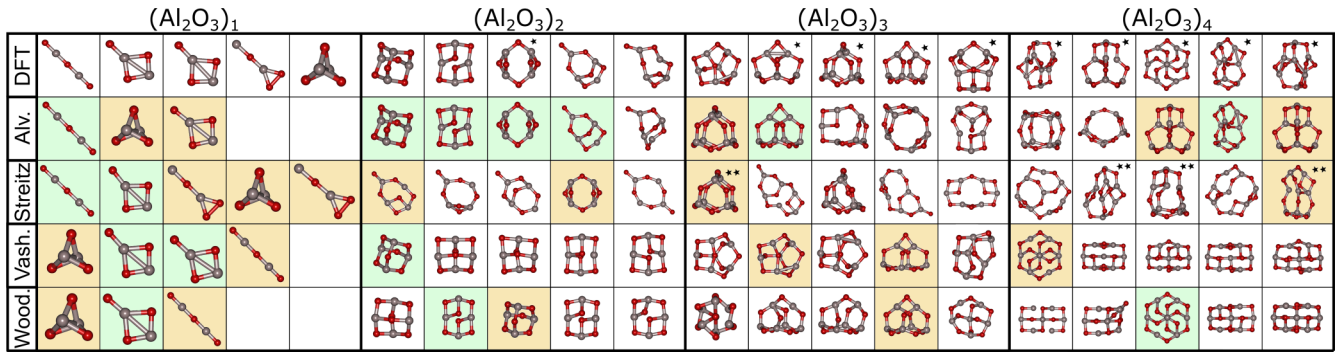 (Al₂O₃)₁ (Al₂O₃)₂ (Al₂O₃)₃ (Al₂O₃)₄
DFT
Alv.
Streitz
Vash.
Wood.